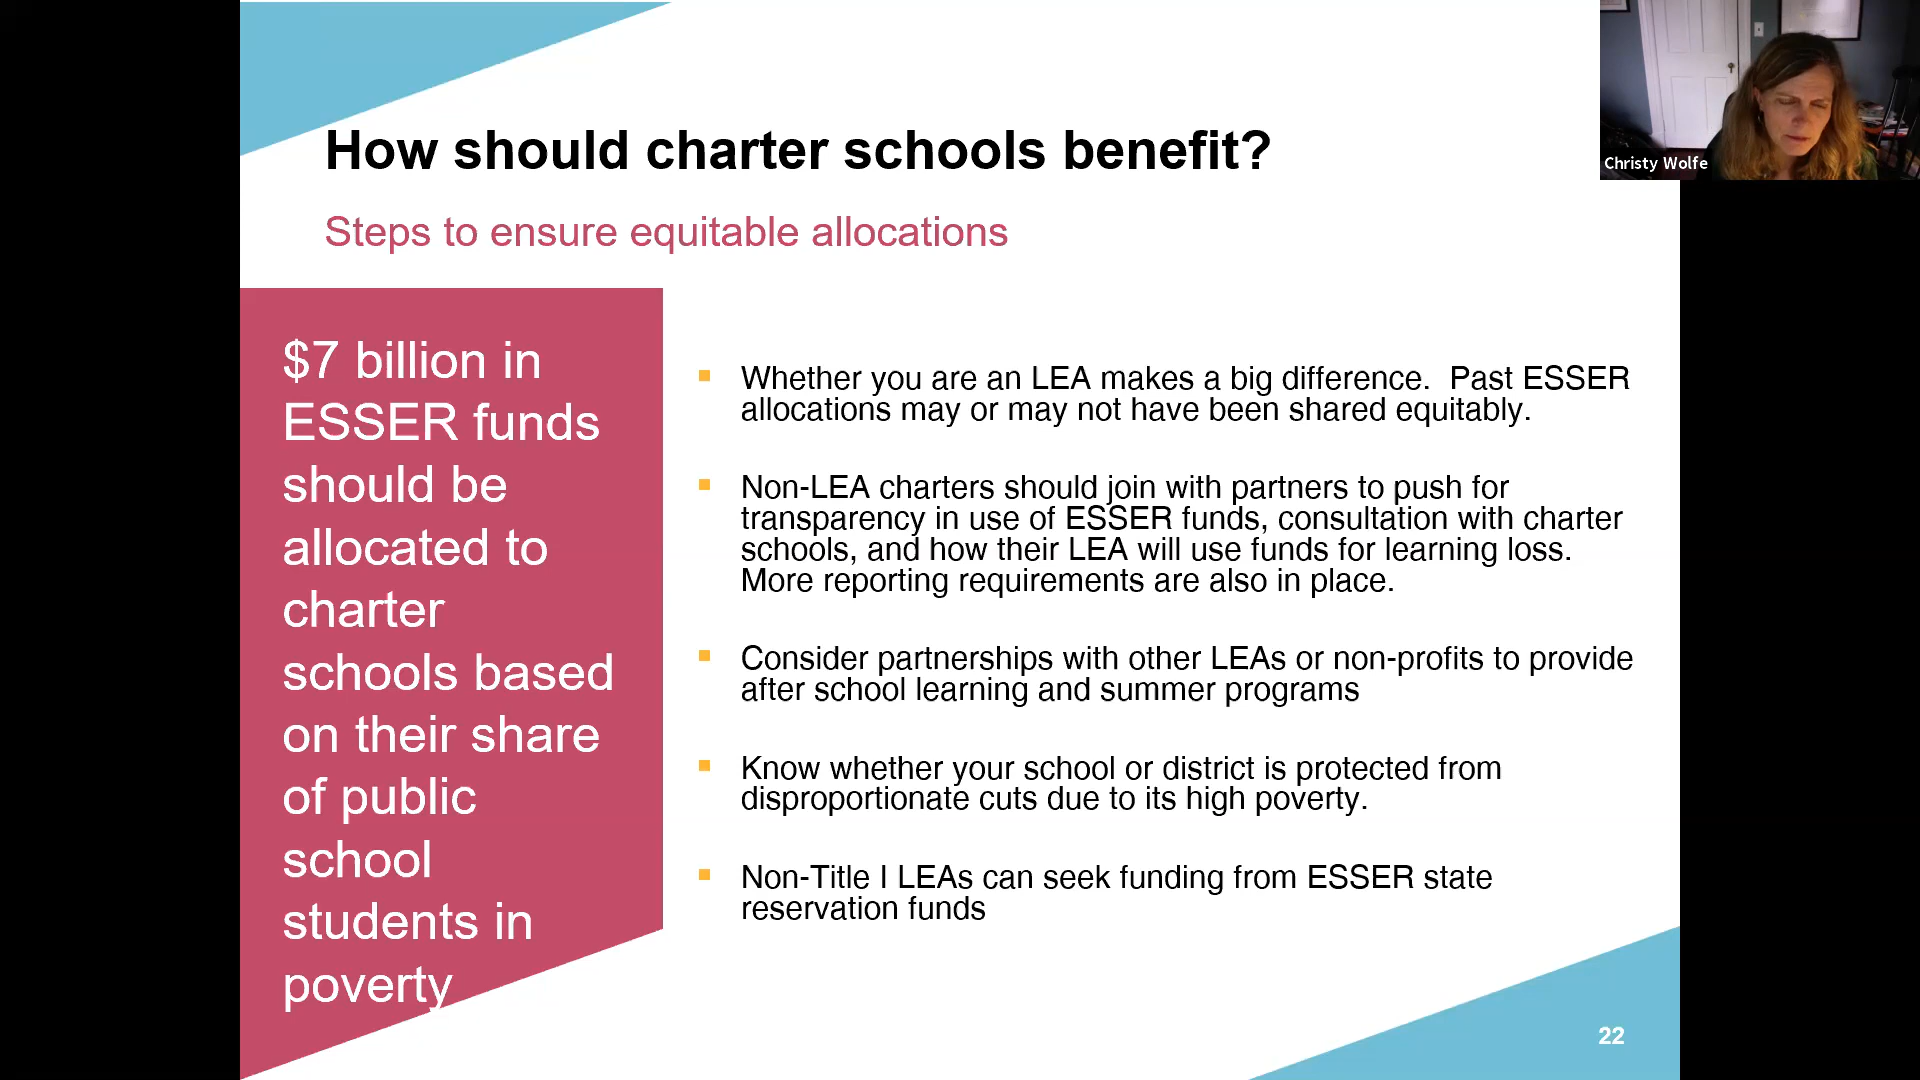 How should charter schools benefit?
Steps to ensure equitable allocations
$7 billion in
ESSER funds
should be
allocated to
charter
schools based
on their share
of public
school
students in
poverty
Whether you are an LEA makes a big difference.  Past ESSER
allocations may or may not have been shared equitably.
Non-LEA charters should join with partners to push for
transparency in use of ESSER funds, consultation with charter
schools, and how their LEA will use funds for learning loss.
More reporting requirements are also in place.
Consider partnerships with other LEAs or non-profits to provide
after school learning and summer programs
Know whether your school or district is protected from
disproportionate cuts due to its high poverty.
Non-Title I LEAs can seek funding from ESSER state
reservation funds
22
Christy Wolfe